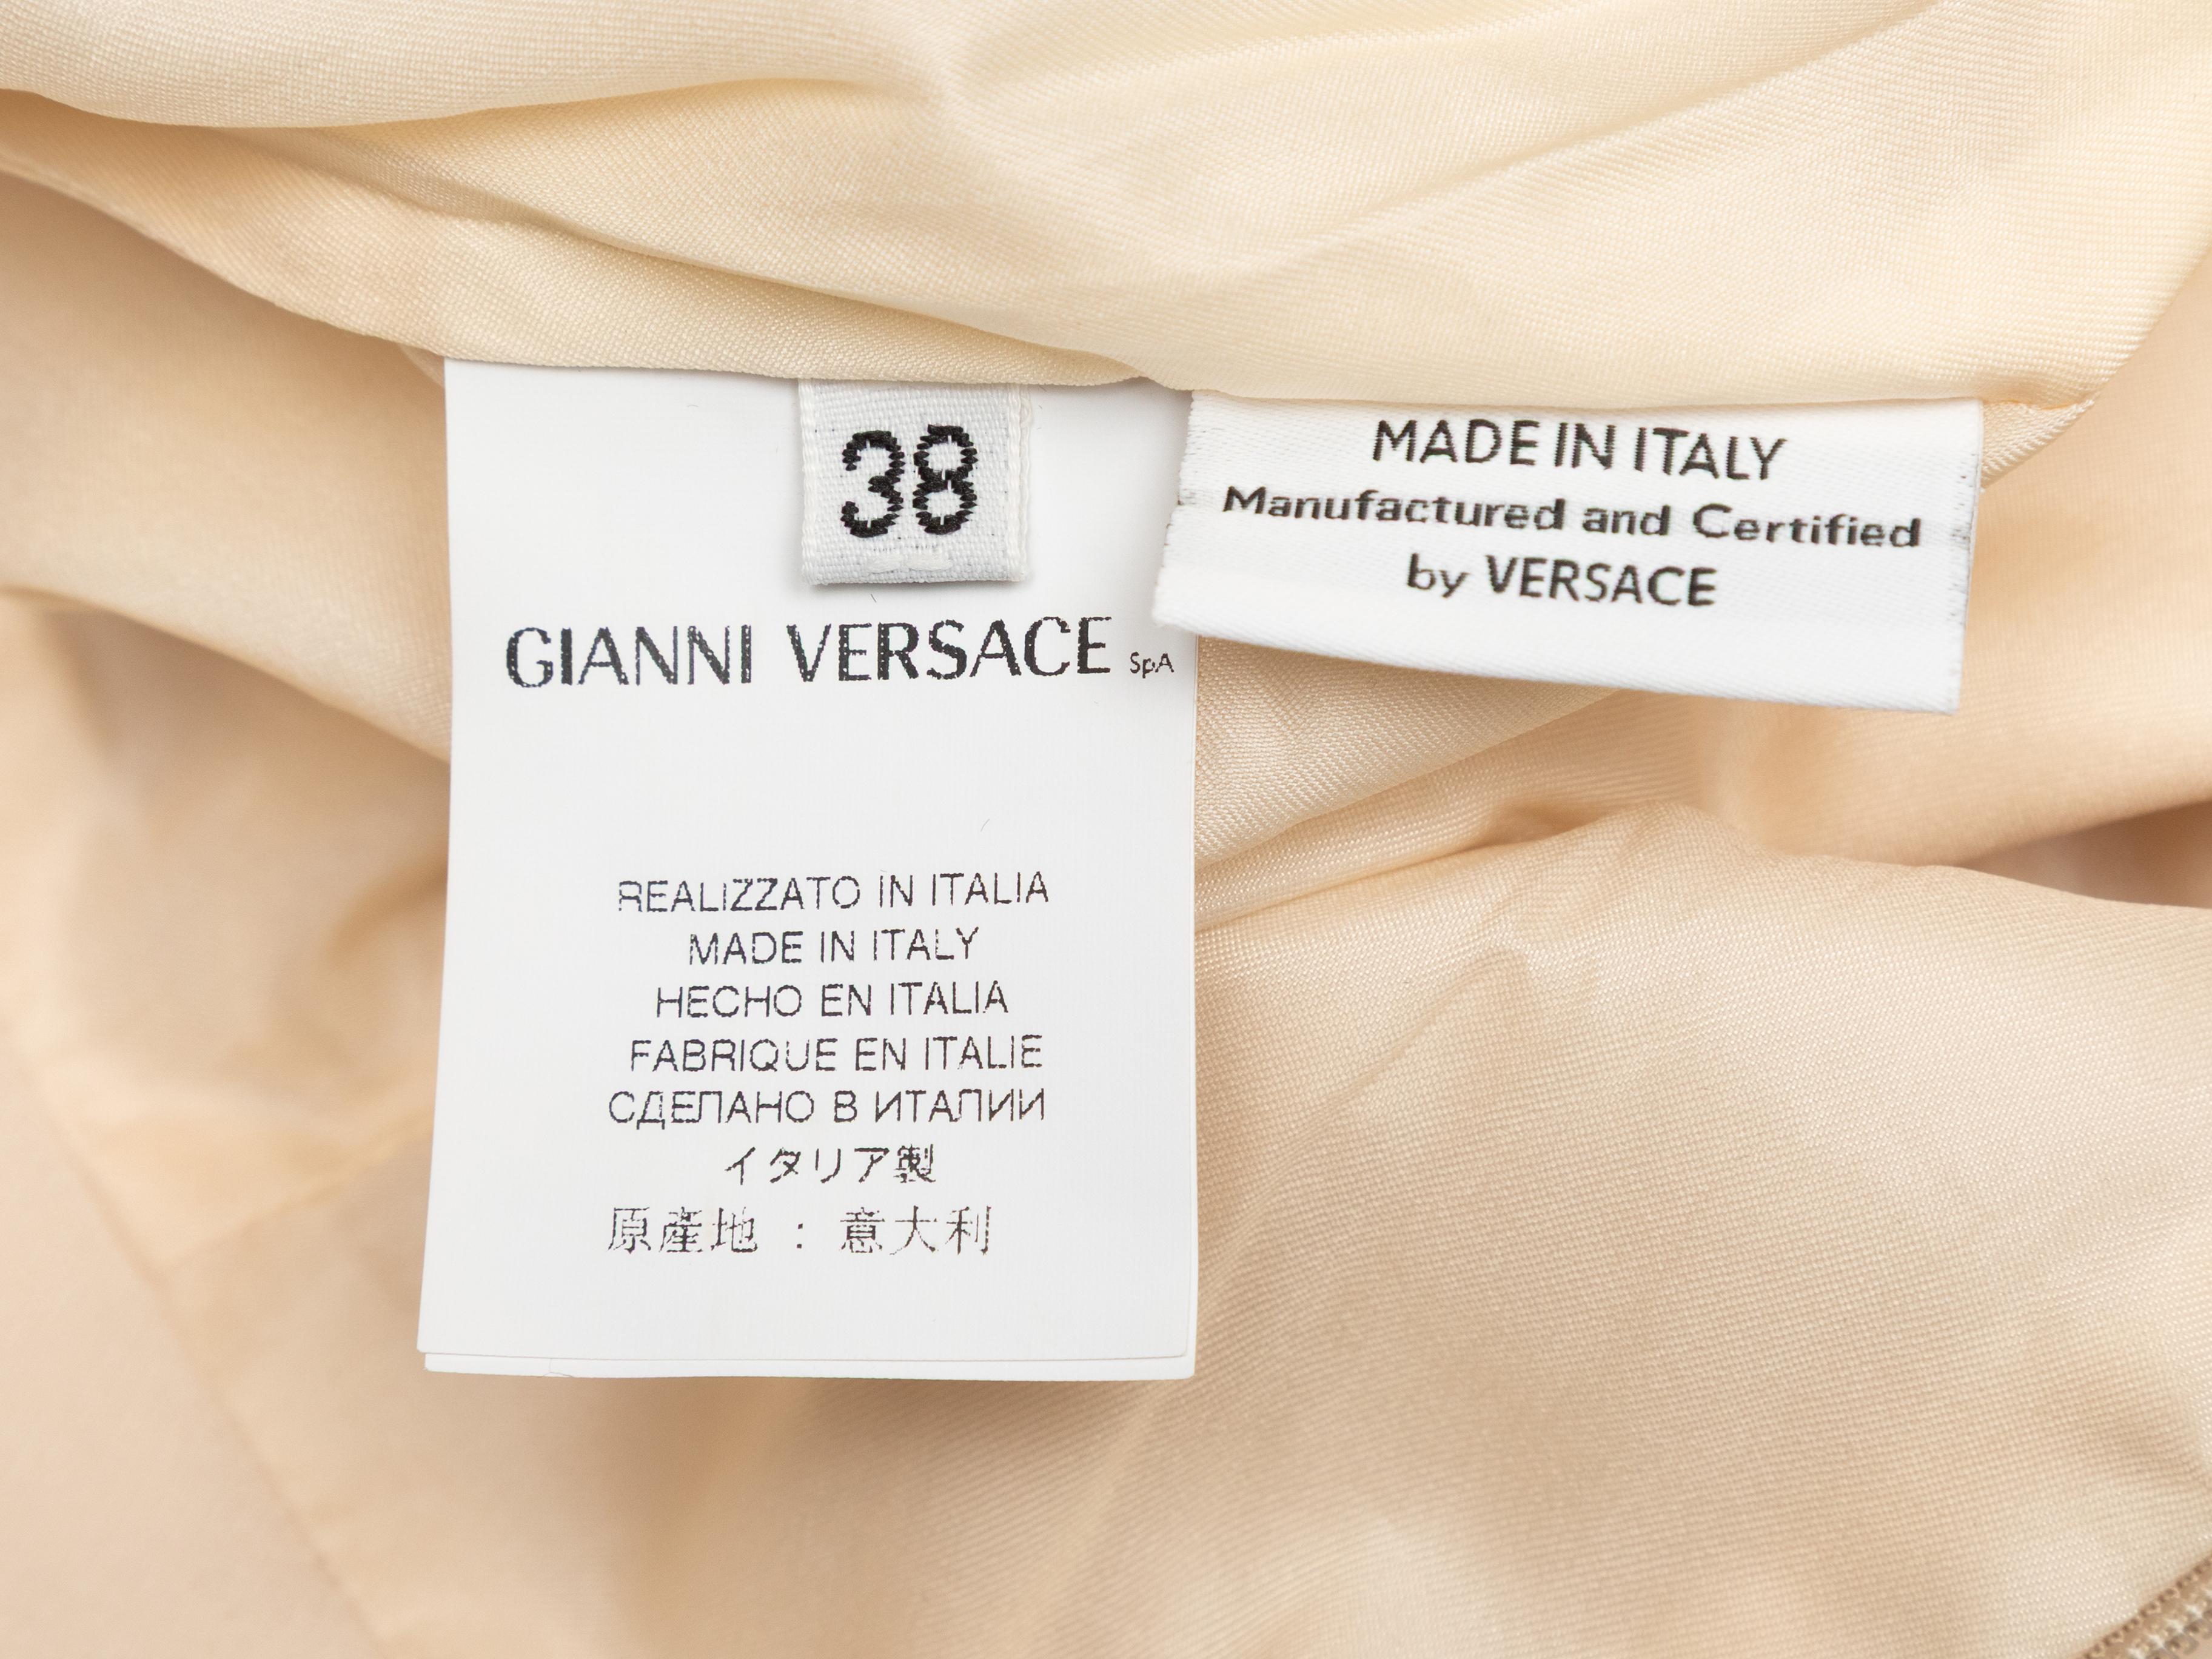 38
GIANNI VERSACE SpA
REALIZZATO IN ITALIA
MADE IN ITALY
HECHO EN ITALIA
FABRIQUE EN ITALIE
СДЕЛАНО В ИТАЛИИ
イタリア製
原產地 : 意大利
MADE IN ITALY
Manufactured and Certified
by VERSACE